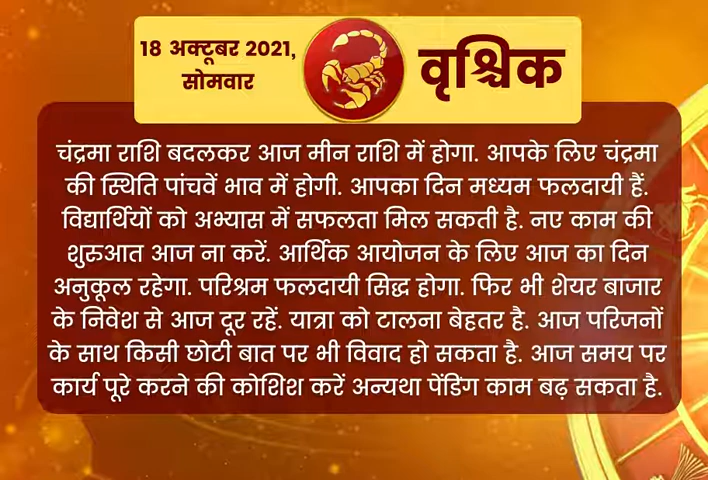 18 अक्टूबर 2021,
सोमवार
वृश्चिक
चंद्रमा राशि बदलकर आज मीन राशि में होगा. आपके लिए चंद्रमा
की स्थिति पांचवें भाव में होगी. आपका दिन मध्यम फलदायी हैं.
विद्यार्थियों को अभ्यास में सफलता मिल सकती है. नए काम की
शुरुआत आज ना करें. आर्थिक आयोजन के लिए आज का दिन
अनुकूल रहेगा. परिश्रम फलदायी सिद्ध होगा. फिर भी शेयर बाजार
के निवेश से आज दूर रहें. यात्रा को टालना बेहतर है. आज परिजनों
के साथ किसी छोटी बात पर भी विवाद हो सकता है. आज समय पर
कार्य पूरे करने की कोशिश करें अन्यथा पेंडिंग काम बढ़ सकता है.